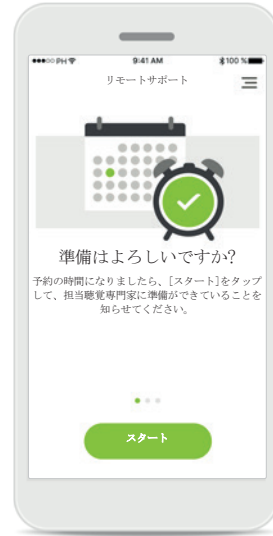 ●●●○○ PH 9:41 AM 100 %
リモートサポート
準備はよろしいですか?
予約の時間になりましたら、[スタート]をタップ
して、担当聴覚専門家に準備ができていることを
知らせてください。
スタート